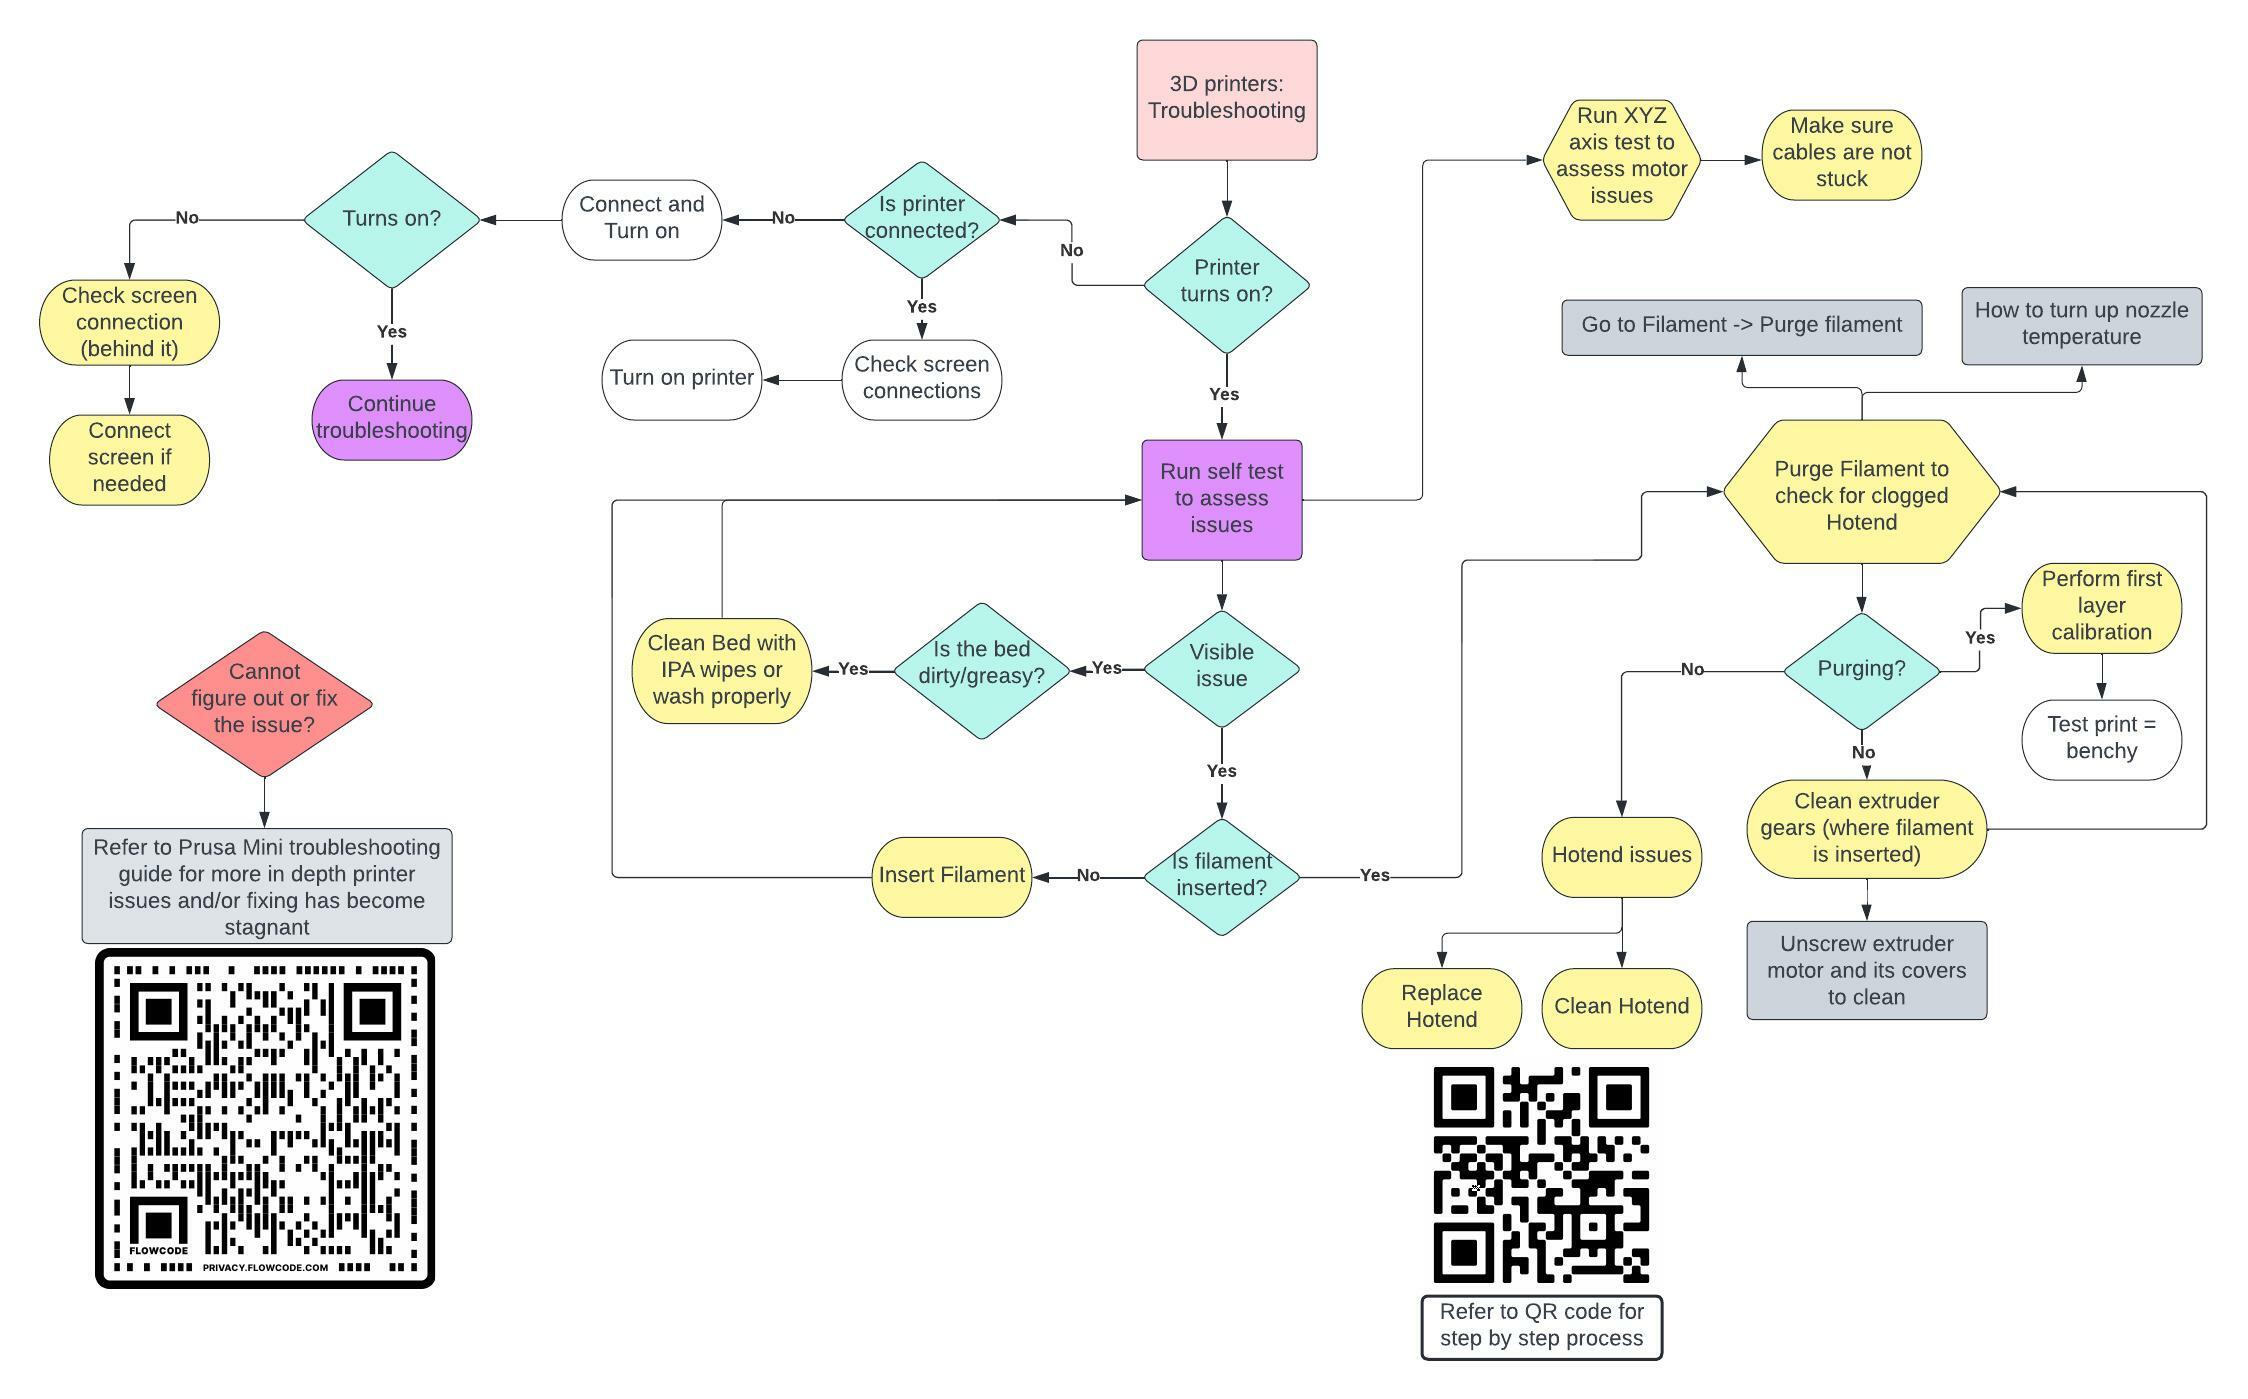 3D printers:
Troubleshooting
Run XYZ
axis test to
assess motor
issues
Make sure
cables are not
stuck
Turns on?
No
Connect and
Turn on
No
Is printer
connected?
No
Printer
turns on?
Yes
Yes
Yes
Check screen
connection
(behind it)
Connect
screen if
needed
Continue
troubleshooting
Turn on printer
Check screen
connections
Go to Filament -> Purge filament
How to turn up nozzle
temperature
Run self test
to assess
issues
Purge Filament to
check for clogged
Hotend
Clean Bed with
IPA wipes or
wash properly
Yes
Is the bed
dirty/greasy?
Yes
Visible
issue
Yes
No
Purging?
Yes
Perform first
layer
calibration
Test print =
benchy
No
Cannot
figure out or fix
the issue?
Refer to Prusa Mini troubleshooting
guide for more in depth printer
issues and/or fixing has become
stagnant
Insert Filament
No
Is filament
inserted?
Yes
Hotend issues
Clean extruder
gears (where filament
is inserted)
Unscrew extruder
motor and its covers
to clean
Replace
Hotend
Clean Hotend
FLOWCODE
PRIVACY.FLOWCODE.COM
Refer to QR code for
step by step process